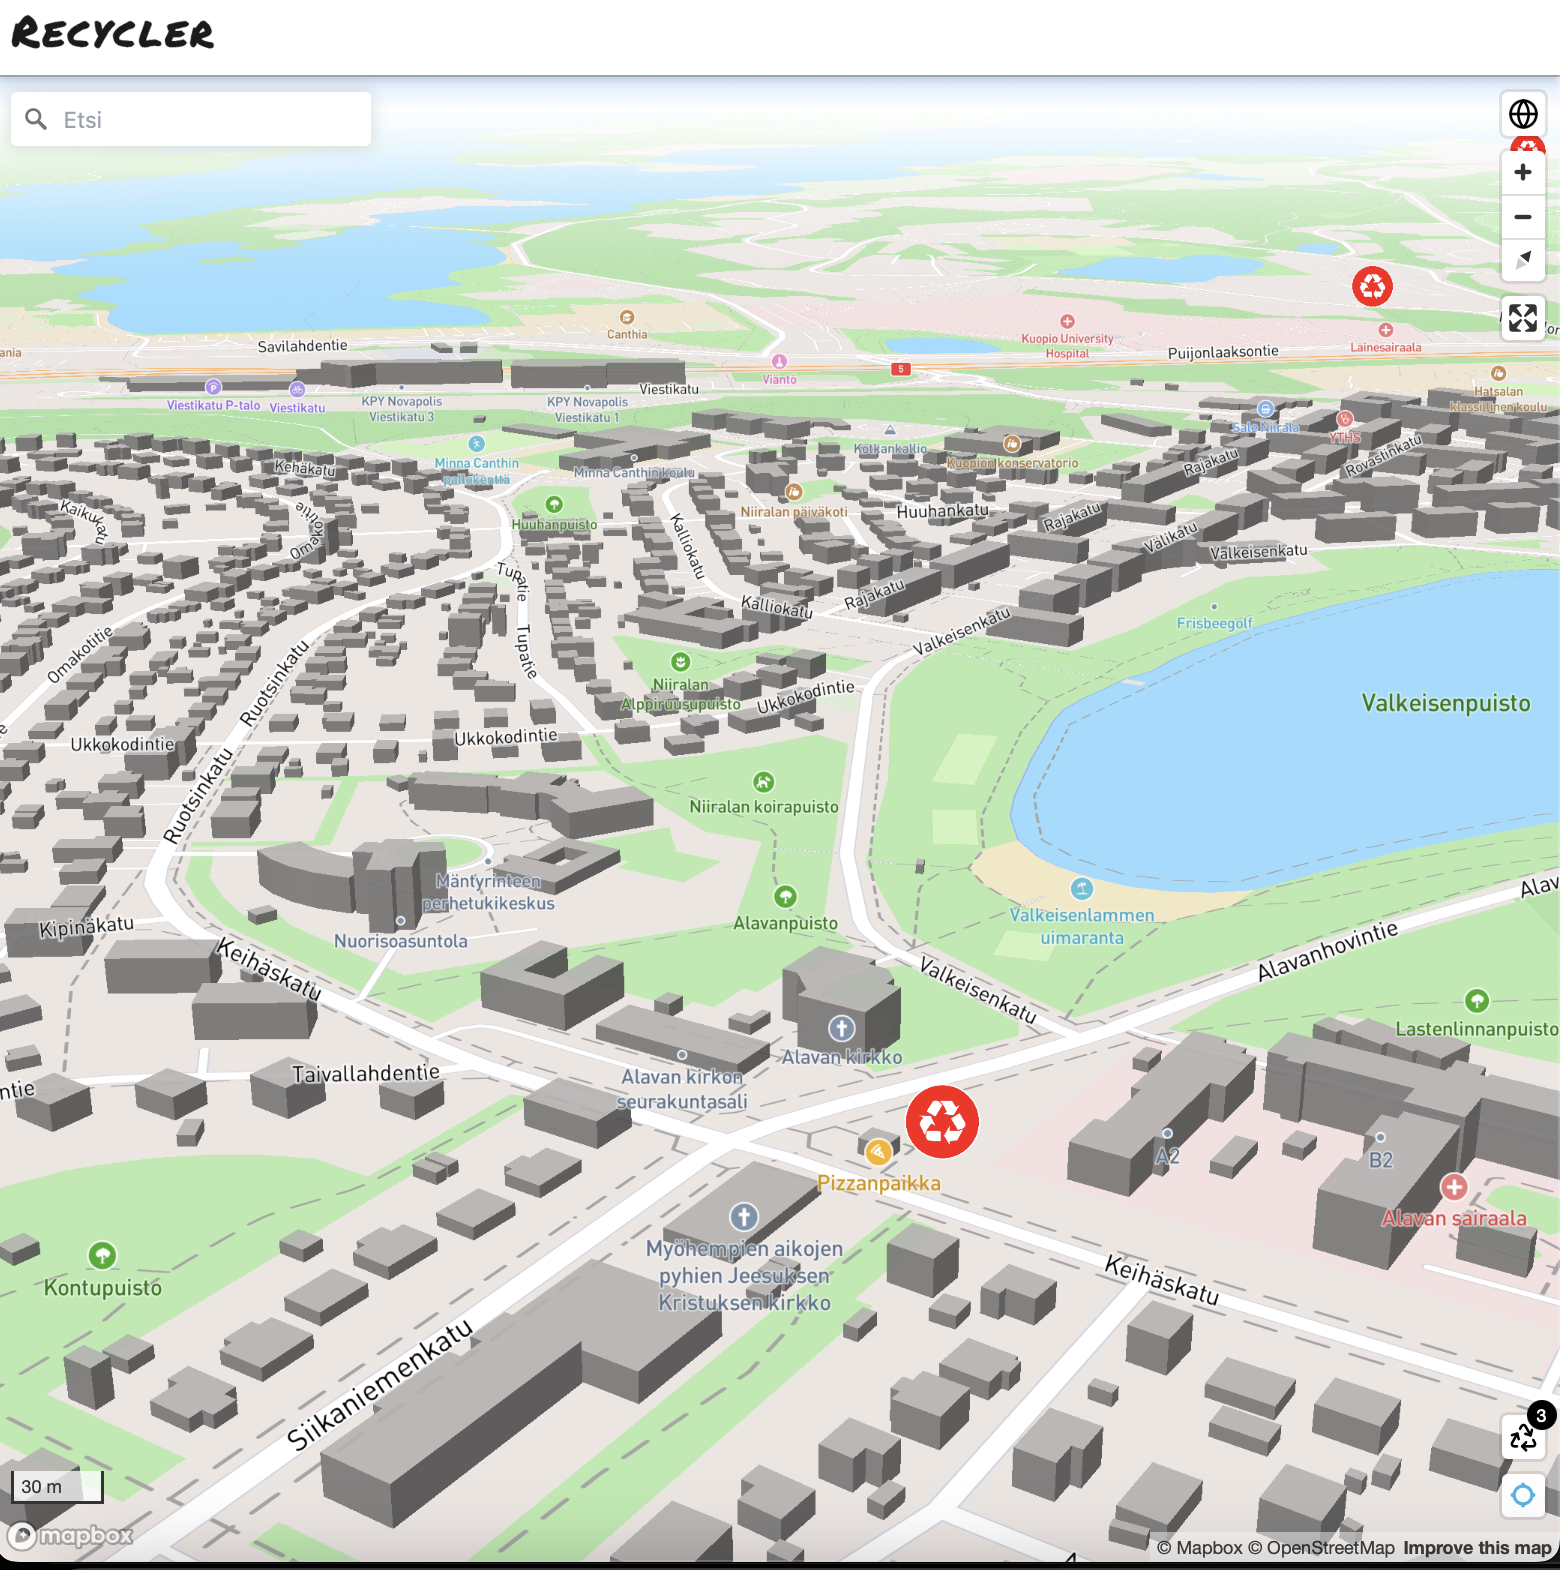 Recycler
Etsi
Savilahdentie
Canthia
Kuopio University
Hospital
Lainesairaala
Puijonlaaksontie
Viantö
5
Viestikatu P-talo
Viestikatu
KPY Novapolis
Viestikatu 3
KPY Novapolis
Viestikatu 1
Viestikatu
Hatsalan
klassillinen koulu
Sale Niirala
YTHS
Kehäkatu
Minna Canthin
pallokenttä
Minna Canthin koulu
Kotkankallio
Kuopion konservatorio
Rajakatu
Rovastinkatu
Kaikukatu
Omakotitie
Huuhanpuisto
Kalliokatu
Niiralan päiväkoti
Huuhankatu
Rajakatu
Välikatu
Valkeisenkatu
Tupatie
Tupatie
Kalliokatu
Rajakatu
Valkeisenkatu
Frisbeegolf
Omakotitie
Ruotsinkatu
Niiralan
Alppiruusupuisto
Ukkokodintie
Valkeisenpuisto
Ukkokodintie
Ukkokodintie
Ruotsinkatu
Niiralan koirapuisto
Mäntyrinteen
perhetukikeskus
Nuorisoasuntola
Alavanpuisto
Valkeisenlammen
uimaranta
Kipinäkatu
Keihäskatu
Valkeisenkatu
Alavanhovintie
Lastenlinnanpuisto
Alavan kirkko
Alavan kirkon
seurakuntasali
Taivallahdentie
Pizzanpaikka
A2
B2
Alavan sairaala
Myöhempien aikojen
pyhien Jeesuksen
Kristuksen kirkko
Kontupuisto
Keihäskatu
Siikaniemenkatu
3
30 m
mapbox
© Mapbox © OpenStreetMap Improve this map